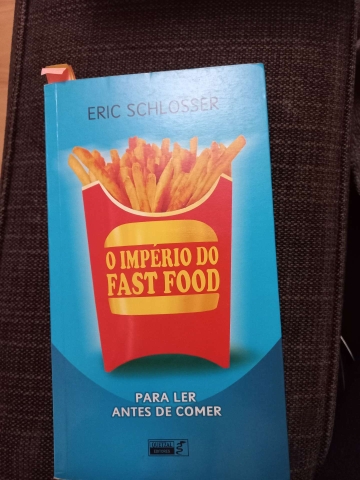 ERIC SCHLOSSER
O IMPÉRIO DO
FAST FOOD
PARA LER
ANTES DE COMER